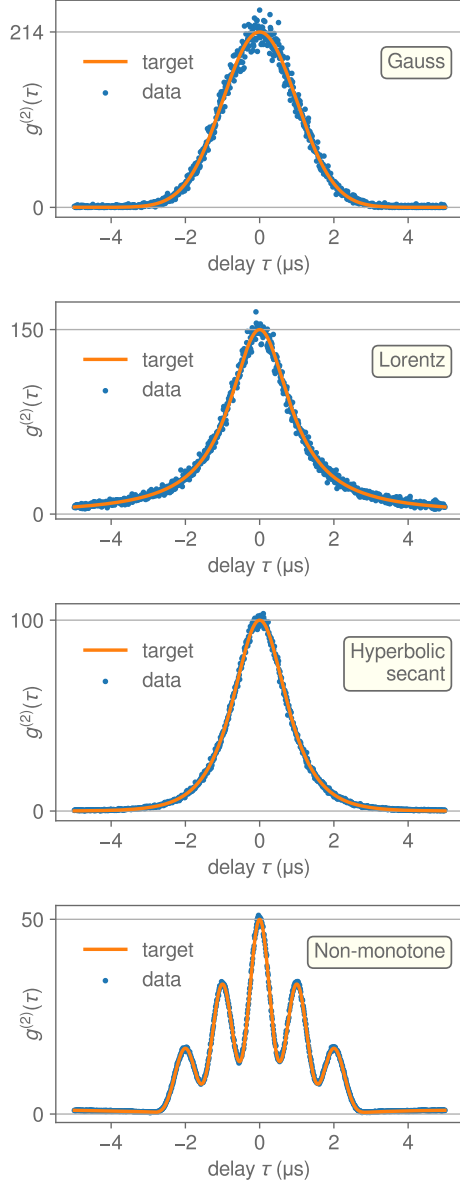 214
target
data
Gauss
g⁽²⁾(τ)
0
−4 −2 0 2 4
delay τ (μs)
150
target
data
Lorentz
g⁽²⁾(τ)
0
−4 −2 0 2 4
delay τ (μs)
100
target
data
Hyperbolic
secant
g⁽²⁾(τ)
0
−4 −2 0 2 4
delay τ (μs)
50
target
data
Non-monotone
g⁽²⁾(τ)
0
−4 −2 0 2 4
delay τ (μs)